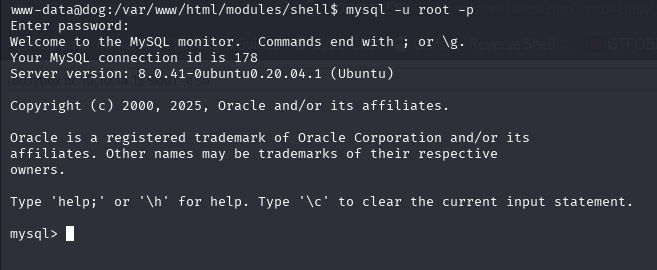 www-data@dog:/var/www/html/modules/shell$ mysql -u root -p
Enter password:
Welcome to the MySQL monitor.  Commands end with ; or \g.
Your MySQL connection id is 178
Server version: 8.0.41-0ubuntu0.20.04.1 (Ubuntu)

Copyright (c) 2000, 2025, Oracle and/or its affiliates.

Oracle is a registered trademark of Oracle Corporation and/or its
affiliates. Other names may be trademarks of their respective
owners.

Type 'help;' or '\h' for help. Type '\c' to clear the current input statement.

mysql>